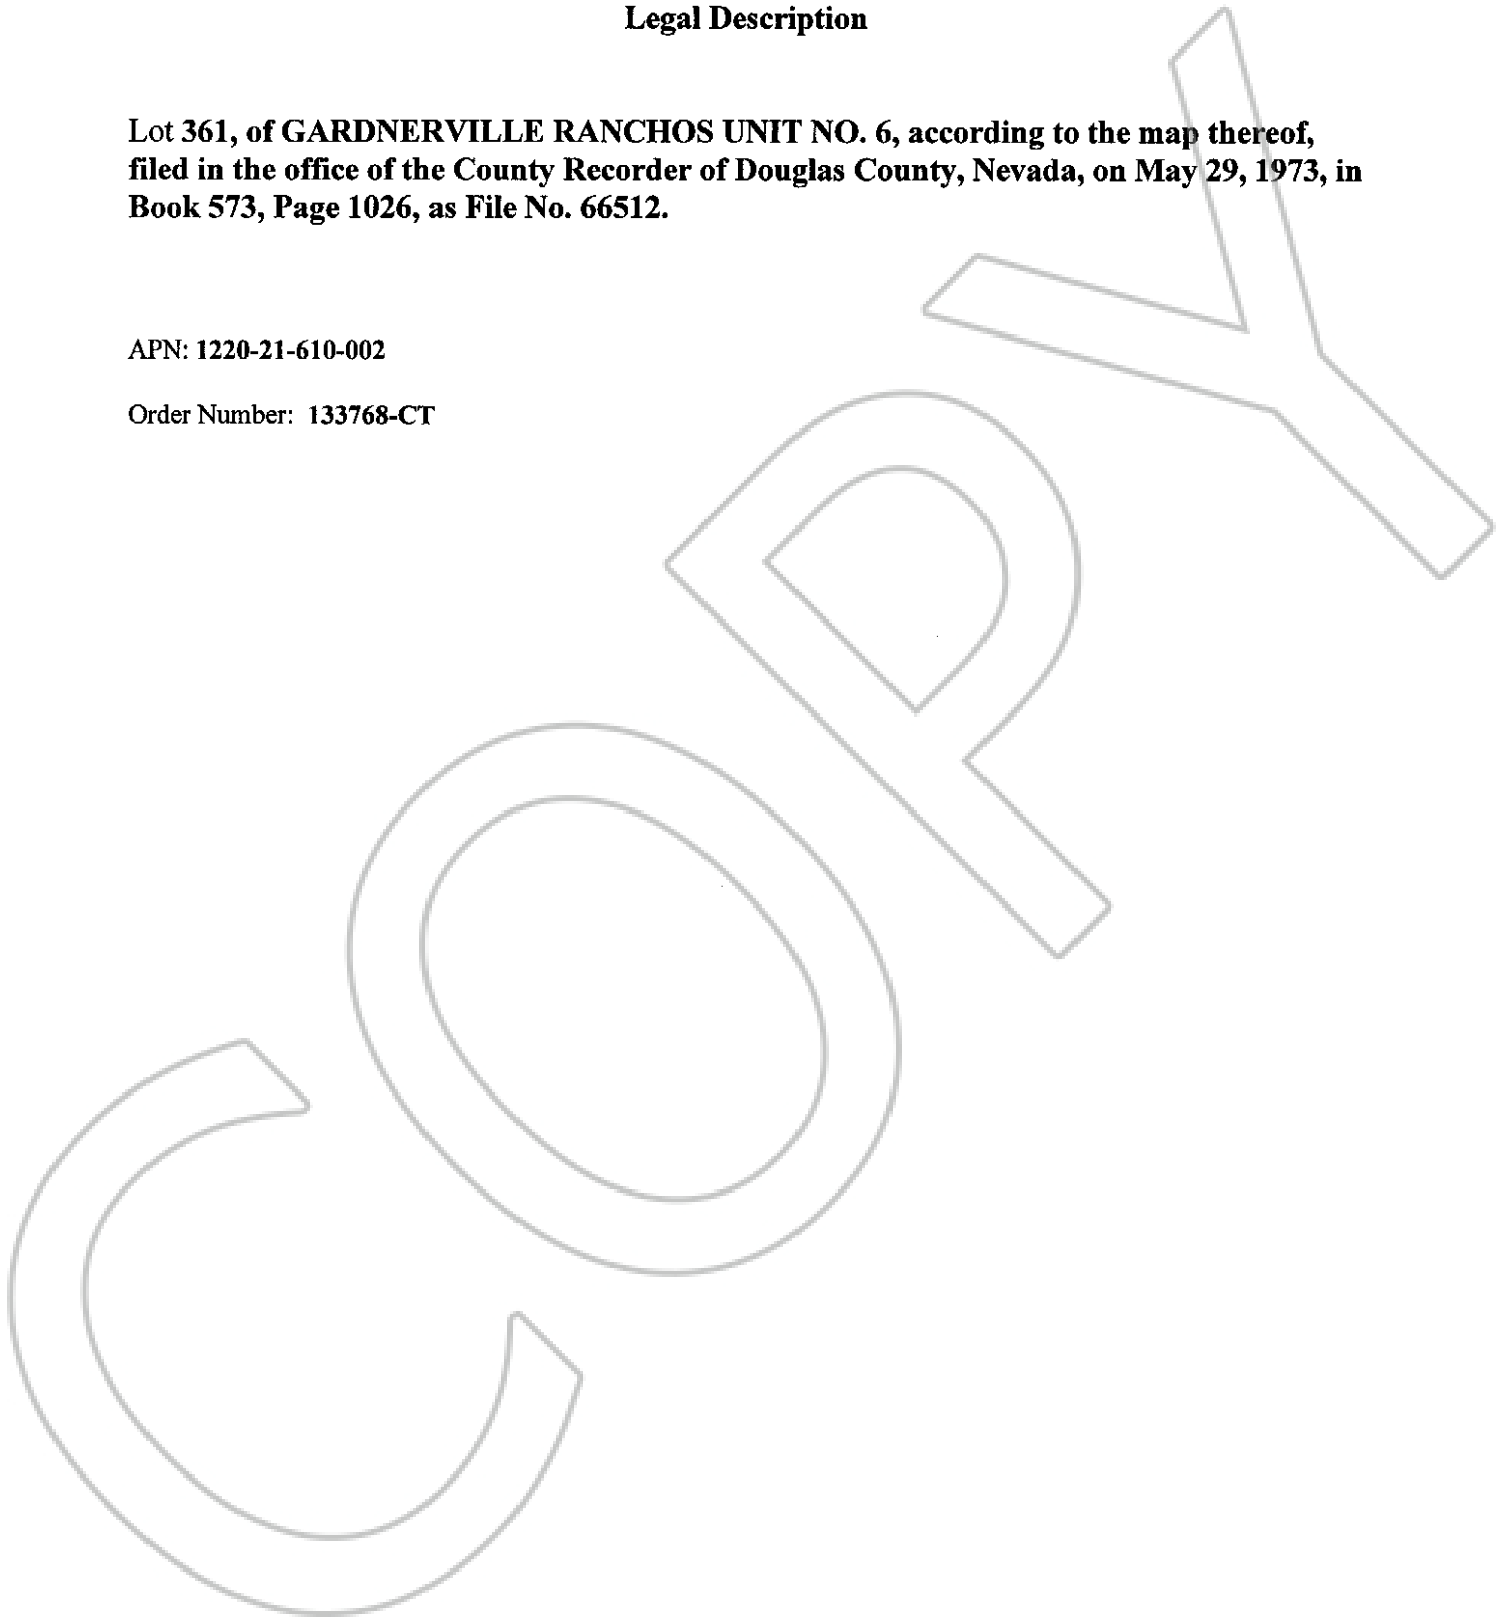 Legal Description
Lot 361, of GARDNERVILLE RANCHOS UNIT NO. 6, according to the map thereof,
filed in the office of the County Recorder of Douglas County, Nevada, on May 29, 1973, in
Book 573, Page 1026, as File No. 66512.
APN: 1220-21-610-002
Order Number: 133768-CT
COPY